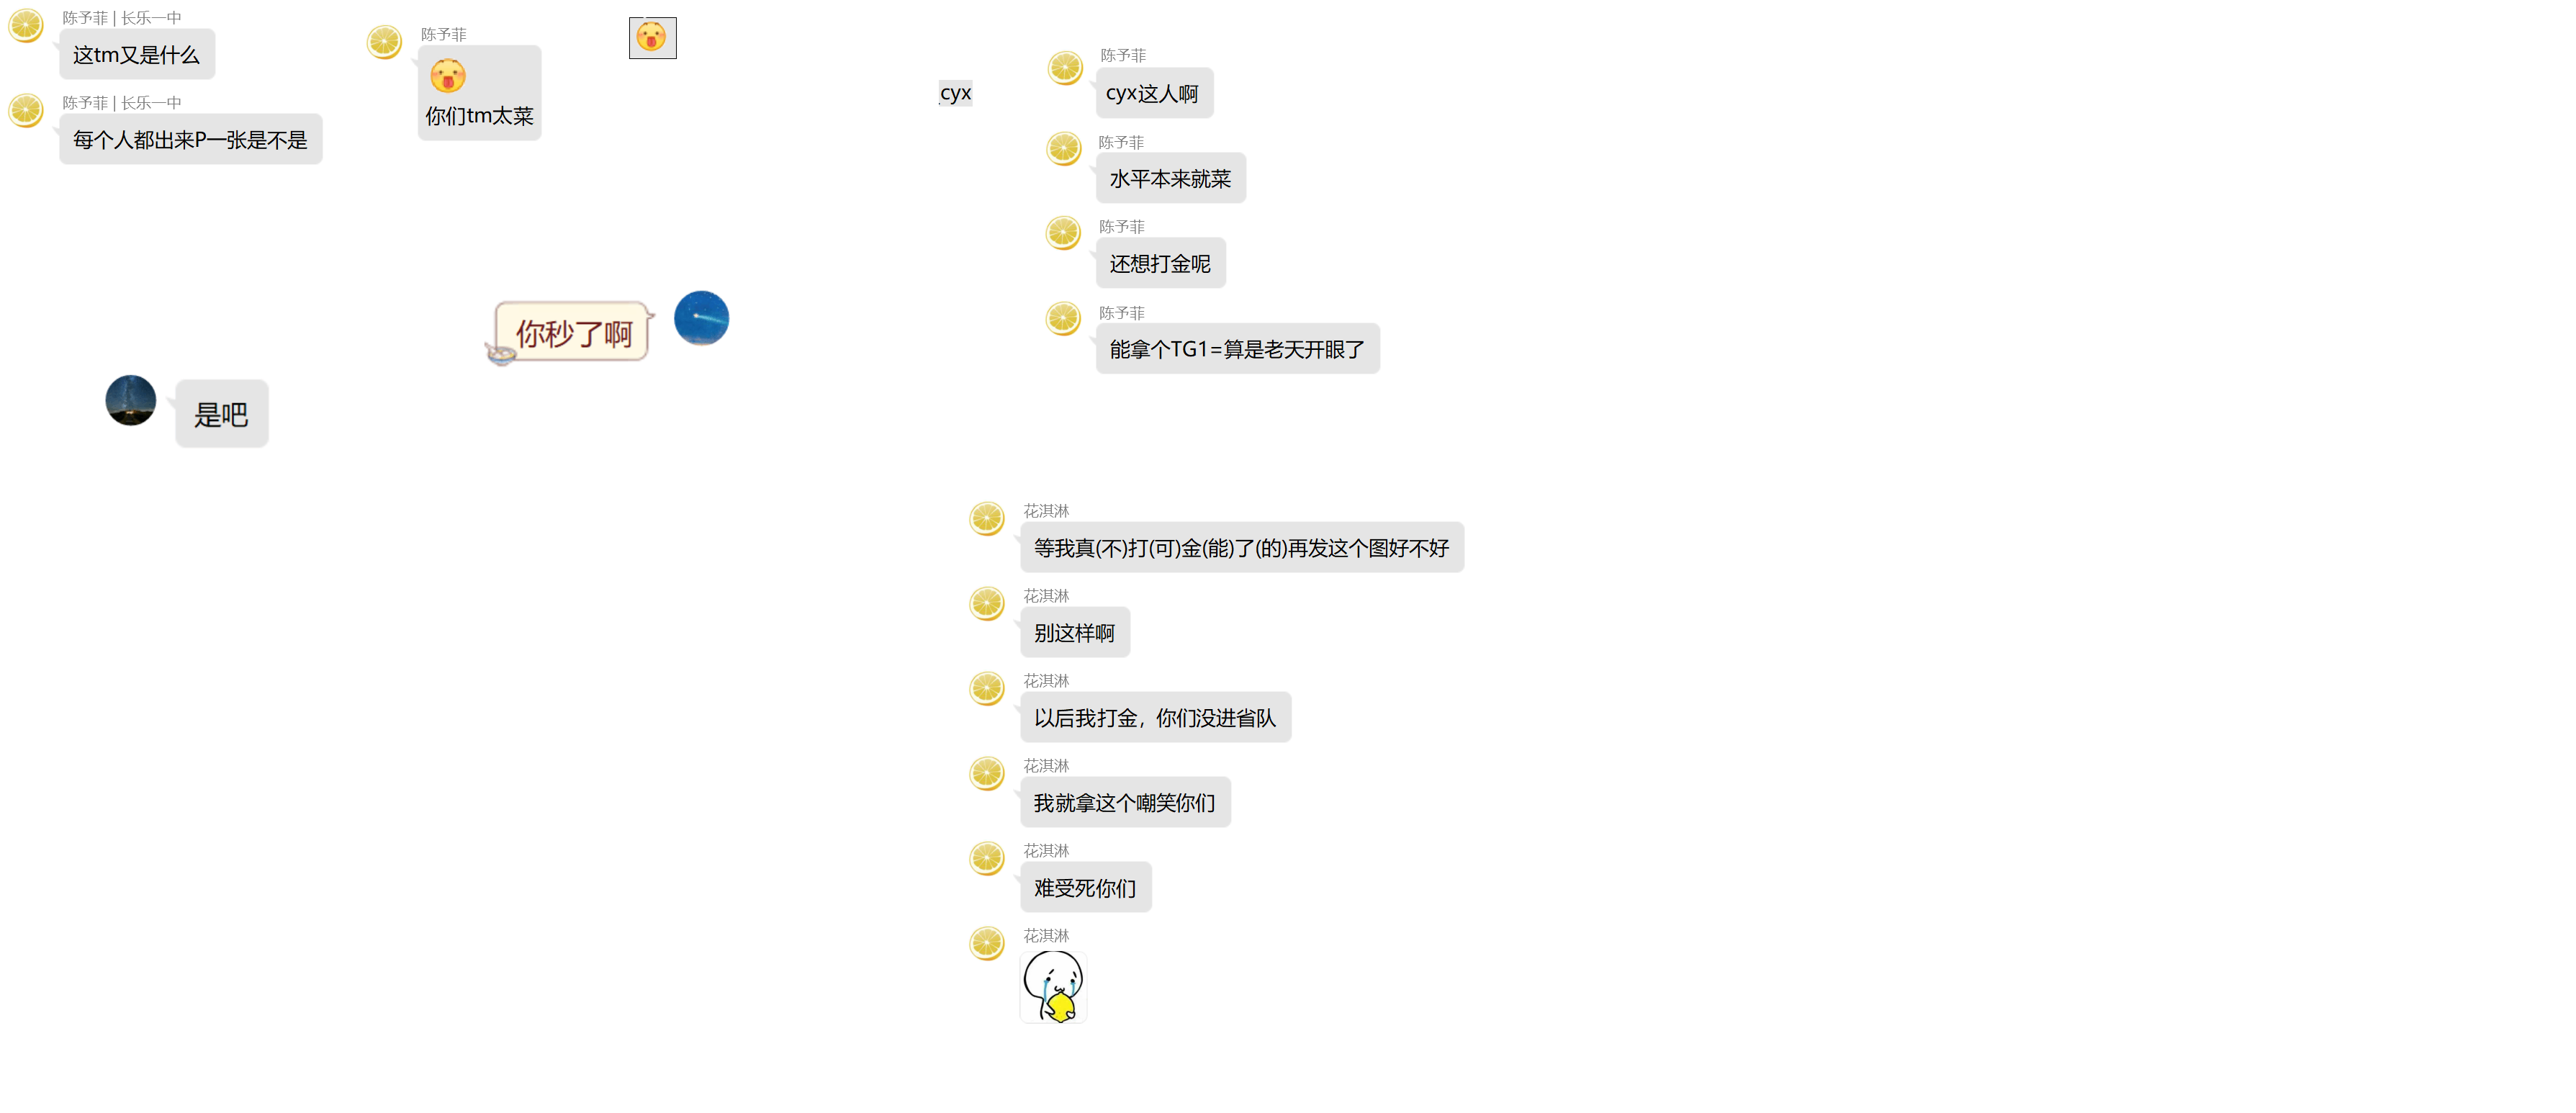 陈予菲 | 长乐一中
这tm又是什么
陈予菲 | 长乐一中
每个人都出来P一张是不是
陈予菲
你们tm太菜
cyx
陈予菲
cyx这人啊
陈予菲
水平本来就菜
陈予菲
还想打金呢
陈予菲
能拿个TG1=算是老天开眼了
你秒了啊
是吧
花淇淋
等我真(不)打(可)金(能)了(的)再发这个图好不好
花淇淋
别这样啊
花淇淋
以后我打金，你们没进省队
花淇淋
我就拿这个嘲笑你们
花淇淋
难受死你们
花淇淋